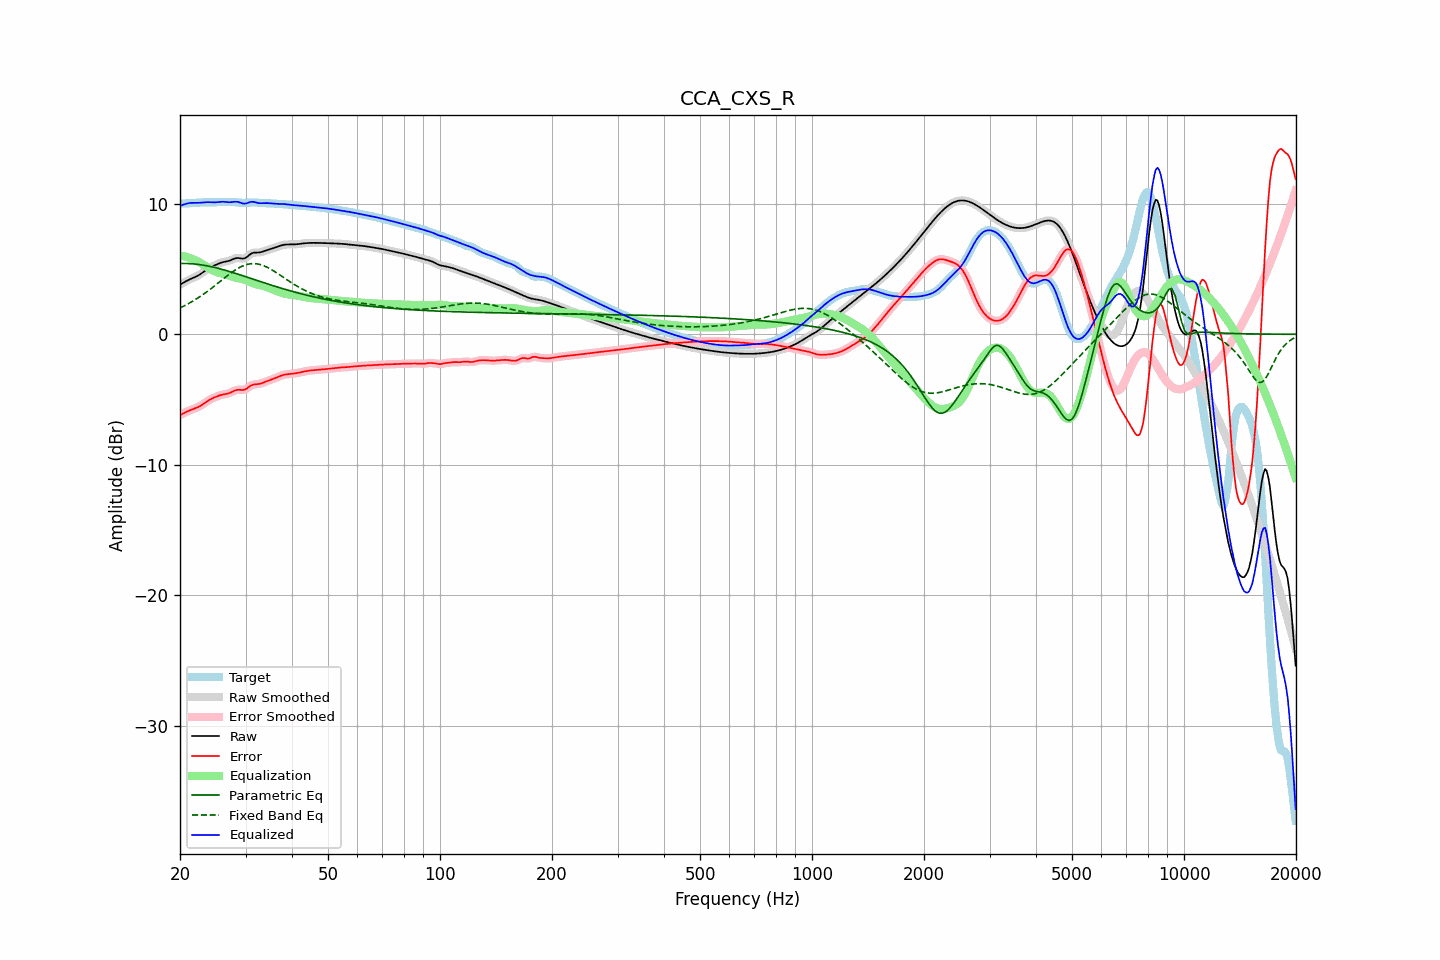 CCA_CXS_R
Amplitude (dBr)
10
0
−10
−20
−30
Target
Raw Smoothed
Error Smoothed
Raw
Error
Equalization
Parametric Eq
Fixed Band Eq
Equalized
20 50 100 200 500 1000 2000 5000 10000 20000
Frequency (Hz)